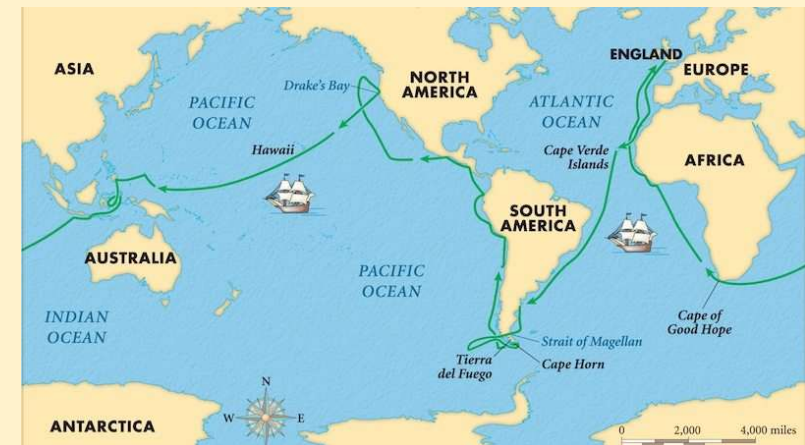 ENGLAND
ASIA
EUROPE
NORTH
AMERICA
Drake's Bay
PACIFIC
OCEAN
ATLANTIC
OCEAN
Hawaii
Cape Verde
Islands
AFRICA
SOUTH
AMERICA
AUSTRALIA
PACIFIC
OCEAN
INDIAN
OCEAN
Cape of
Good Hope
Strait of Magellan
Tierra
del Fuego
Cape Horn
N
W
E
S
ANTARCTICA
0
2,000
4,000 miles